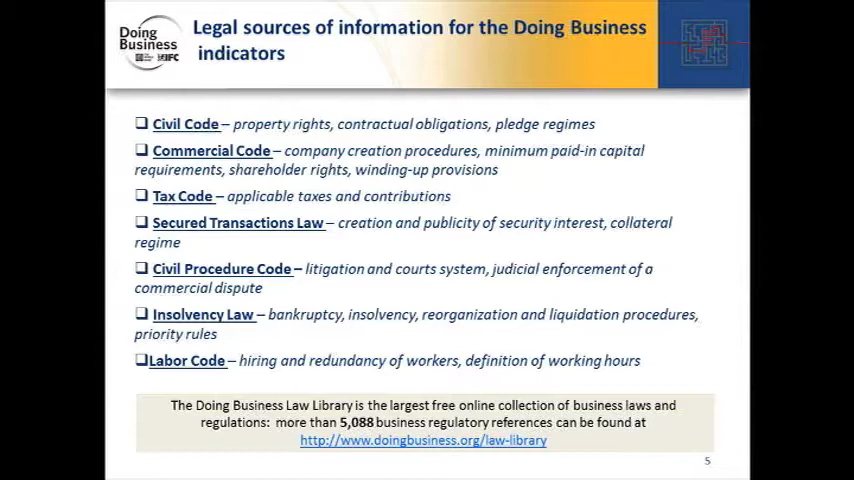 Doing
Business
IFC
Legal sources of information for the Doing Business
indicators
❑ Civil Code – property rights, contractual obligations, pledge regimes
❑ Commercial Code – company creation procedures, minimum paid-in capital
requirements, shareholder rights, winding-up provisions
❑ Tax Code – applicable taxes and contributions
❑ Secured Transactions Law – creation and publicity of security interest, collateral
regime
❑ Civil Procedure Code – litigation and courts system, judicial enforcement of a
commercial dispute
❑ Insolvency Law – bankruptcy, insolvency, reorganization and liquidation procedures,
priority rules
❑Labor Code – hiring and redundancy of workers, definition of working hours
The Doing Business Law Library is the largest free online collection of business laws and
regulations: more than 5,088 business regulatory references can be found at
http://www.doingbusiness.org/law-library
5